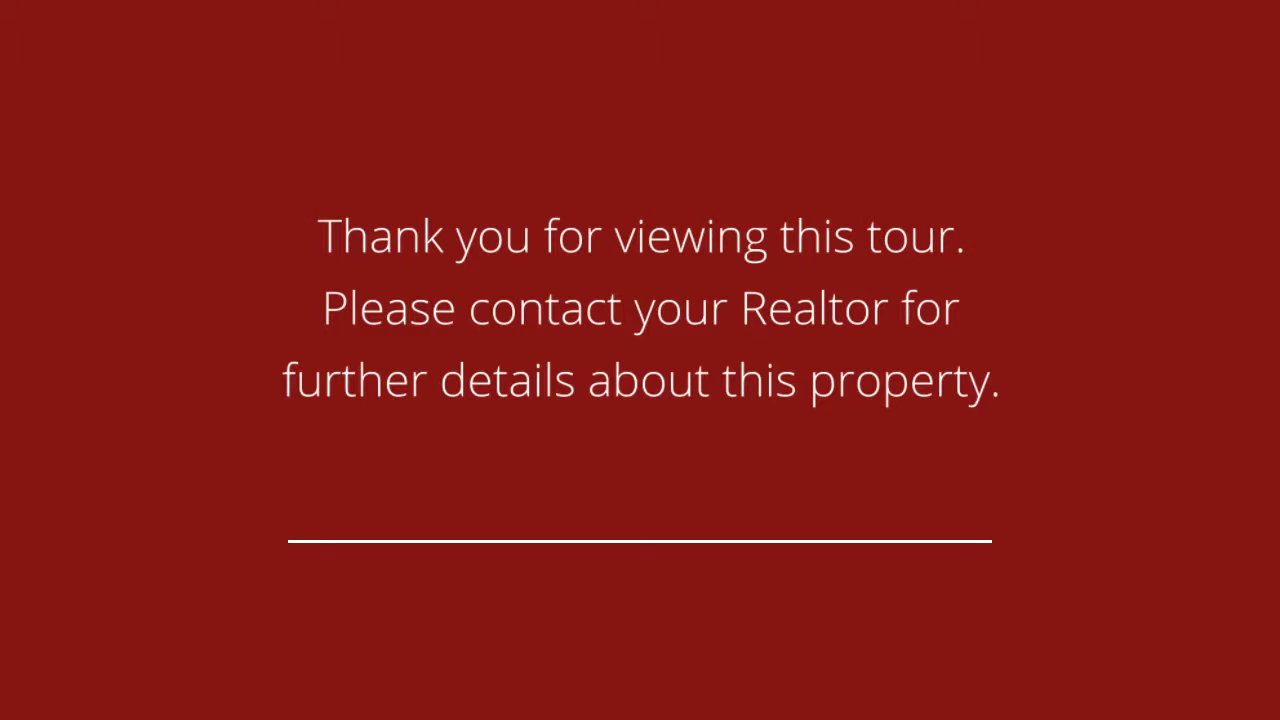 Thank you for viewing this tour.
Please contact your Realtor for
further details about this property.